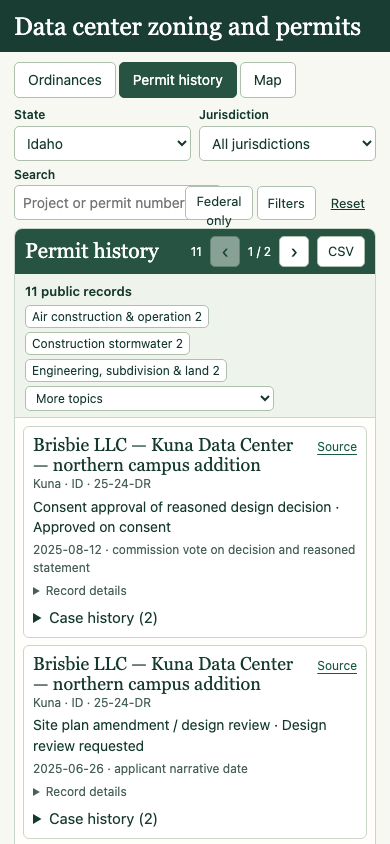 Data center zoning and permits
Ordinances
Permit history
Map
State
Jurisdiction
Idaho
All jurisdictions
Search
Project or permit number
Federal
only
Filters
Reset
Permit history
11
‹
1 / 2
›
CSV
11 public records
Air construction & operation 2
Construction stormwater 2
Engineering, subdivision & land 2
More topics
Brisbie LLC — Kuna Data Center
— northern campus addition
Source
Kuna · ID · 25-24-DR
Consent approval of reasoned design decision ·
Approved on consent
2025-08-12 · commission vote on decision and reasoned
statement
Record details
Case history (2)
Brisbie LLC — Kuna Data Center
— northern campus addition
Source
Kuna · ID · 25-24-DR
Site plan amendment / design review · Design
review requested
2025-06-26 · applicant narrative date
Record details
Case history (2)